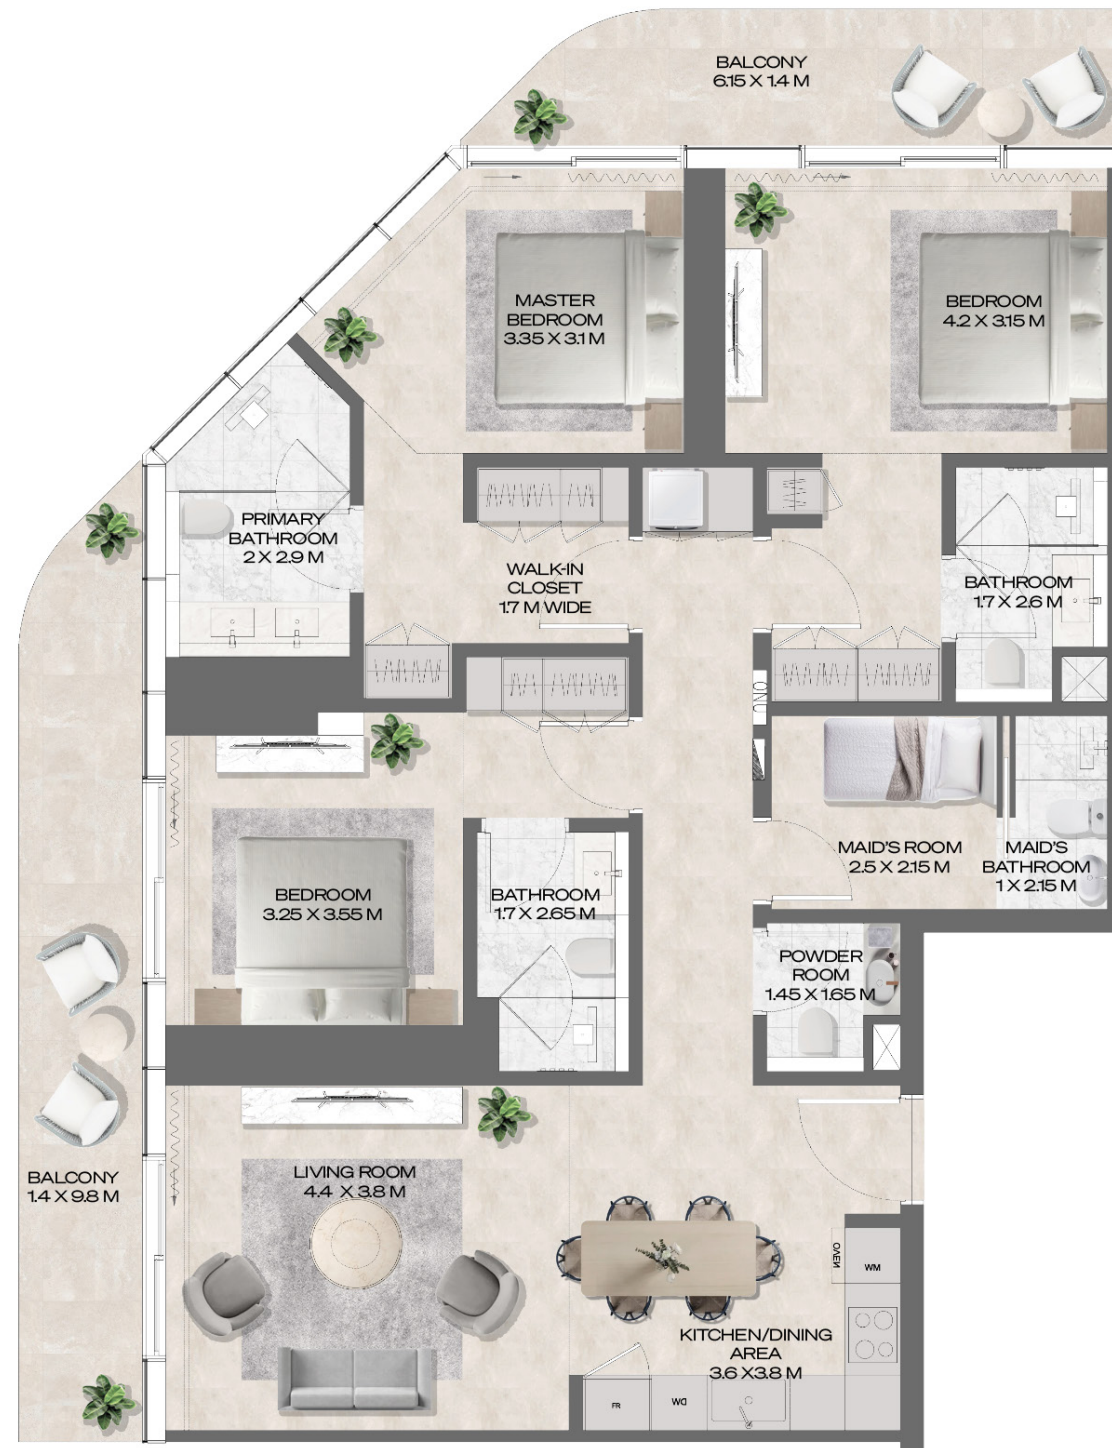 BALCONY
6.15 X 1.4 M
MASTER
BEDROOM
3.35 X 3.1 M
BEDROOM
4.2 X 3.15 M
PRIMARY
BATHROOM
2 X 2.9 M
WALK-IN
CLOSET
1.7 M WIDE
BATHROOM
1.7 X 2.6 M
ONU
MAID'S ROOM
2.5 X 2.15 M
MAID'S
BATHROOM
1 X 2.15 M
BEDROOM
3.25 X 3.55 M
BATHROOM
1.7 X 2.65 M
POWDER
ROOM
1.45 X 1.65 M
BALCONY
1.4 X 9.8 M
LIVING ROOM
4.4 X 3.8 M
OVEN
WM
KITCHEN/DINING
AREA
3.6 X3.8 M
FR
DW